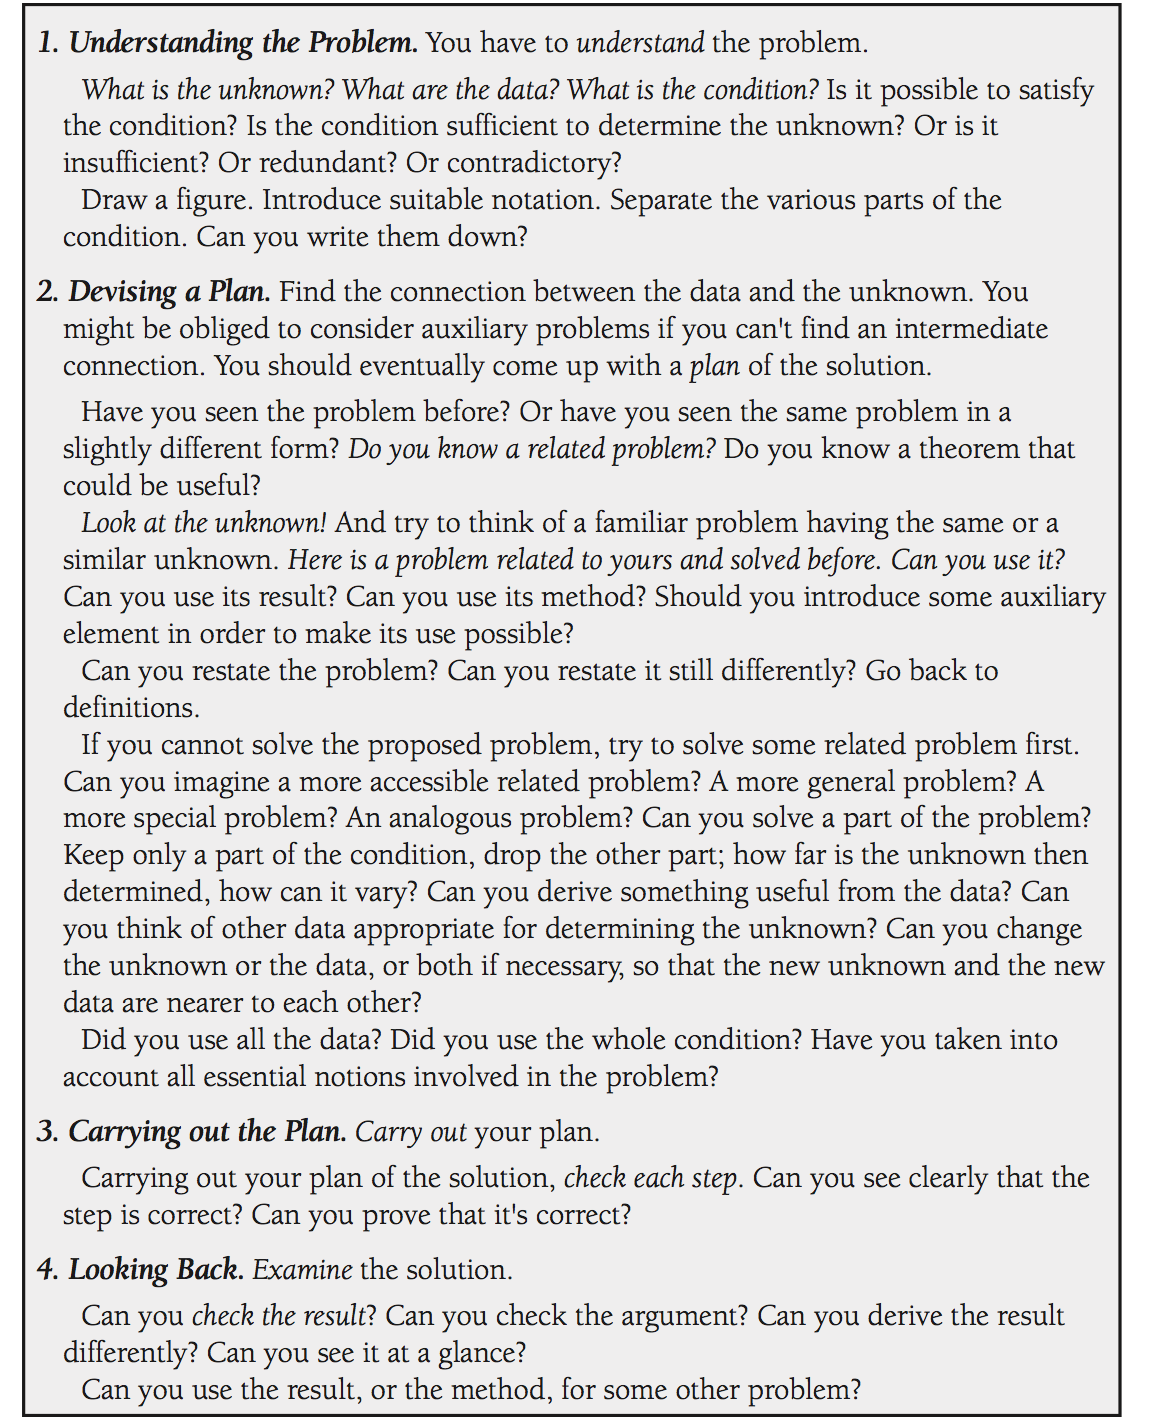 1. Understanding the Problem. You have to understand the problem.
What is the unknown? What are the data? What is the condition? Is it possible to satisfy
the condition? Is the condition sufficient to determine the unknown? Or is it
insufficient? Or redundant? Or contradictory?
Draw a figure. Introduce suitable notation. Separate the various parts of the
condition. Can you write them down?
2. Devising a Plan. Find the connection between the data and the unknown. You
might be obliged to consider auxiliary problems if you can't find an intermediate
connection. You should eventually come up with a plan of the solution.
Have you seen the problem before? Or have you seen the same problem in a
slightly different form? Do you know a related problem? Do you know a theorem that
could be useful?
Look at the unknown! And try to think of a familiar problem having the same or a
similar unknown. Here is a problem related to yours and solved before. Can you use it?
Can you use its result? Can you use its method? Should you introduce some auxiliary
element in order to make its use possible?
Can you restate the problem? Can you restate it still differently? Go back to
definitions.
If you cannot solve the proposed problem, try to solve some related problem first.
Can you imagine a more accessible related problem? A more general problem? A
more special problem? An analogous problem? Can you solve a part of the problem?
Keep only a part of the condition, drop the other part; how far is the unknown then
determined, how can it vary? Can you derive something useful from the data? Can
you think of other data appropriate for determining the unknown? Can you change
the unknown or the data, or both if necessary, so that the new unknown and the new
data are nearer to each other?
Did you use all the data? Did you use the whole condition? Have you taken into
account all essential notions involved in the problem?
3. Carrying out the Plan. Carry out your plan.
Carrying out your plan of the solution, check each step. Can you see clearly that the
step is correct? Can you prove that it's correct?
4. Looking Back. Examine the solution.
Can you check the result? Can you check the argument? Can you derive the result
differently? Can you see it at a glance?
Can you use the result, or the method, for some other problem?